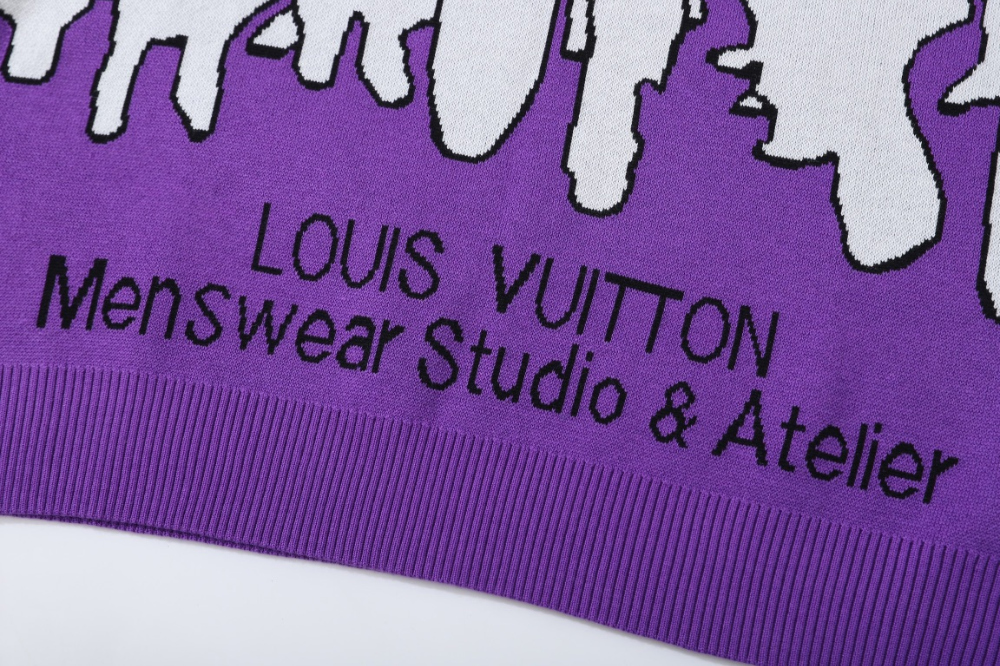 LOUIS VUITTON
Menswear Studio & Atelier